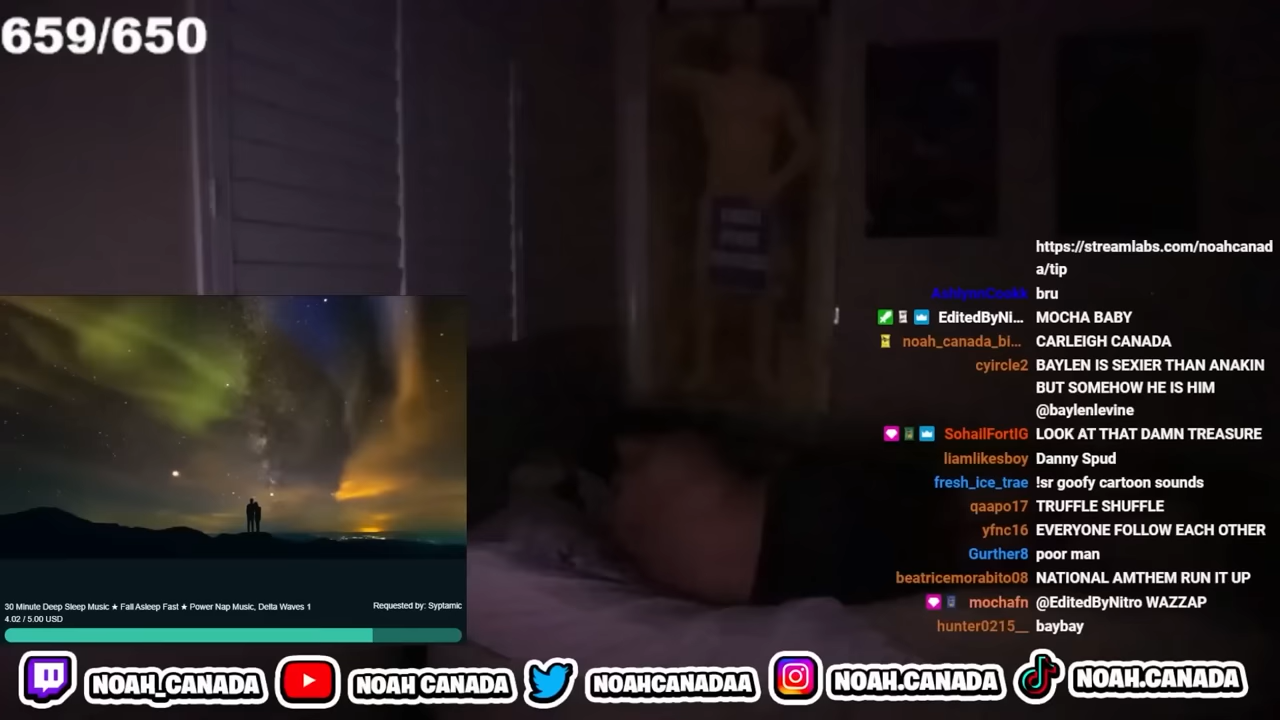 659/650
https://streamlabs.com/noahcanad
a/tip
AshlynnCookk bru
EditedByNi... MOCHA BABY
noah_canada_bi... CARLEIGH CANADA
cyircle2 BAYLEN IS SEXIER THAN ANAKIN
BUT SOMEHOW HE IS HIM
@baylenlevine
SohailFortIG LOOK AT THAT DAMN TREASURE
liamlikesboy Danny Spud
fresh_ice_trae !sr goofy cartoon sounds
qaapo17 TRUFFLE SHUFFLE
yfnc16 EVERYONE FOLLOW EACH OTHER
Gurther8 poor man
beatricemorabito08 NATIONAL AMTHEM RUN IT UP
mochafn @EditedByNitro WAZZAP
hunter0215__ baybay
30 Minute Deep Sleep Music ★ Fall Asleep Fast ★ Power Nap Music, Delta Waves 1 Requested by: Syptamic
4.02 / 5.00 USD
NOAH_CANADA NOAH CANADA NOAHCANADAA NOAH.CANADA NOAH.CANADA